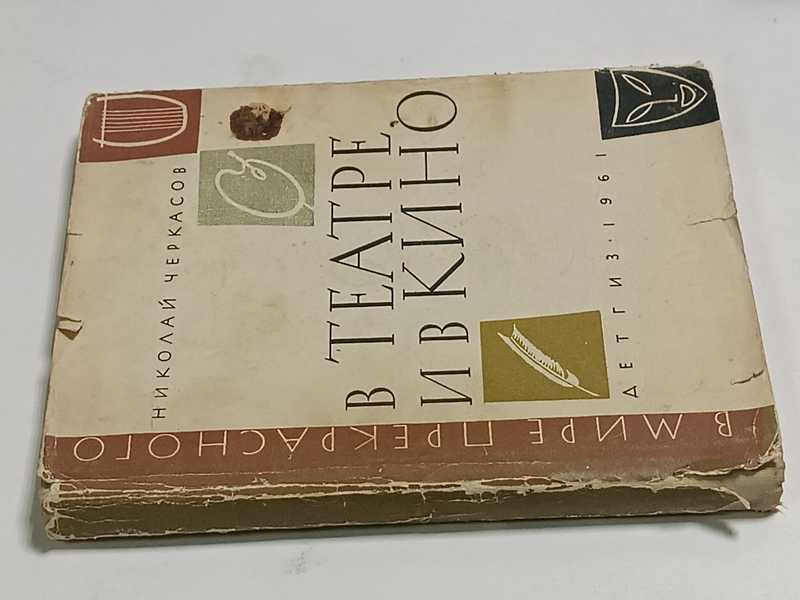 НИКОЛАЙ ЧЕРКАСОВ
В ТЕАТРЕ
И В КИНО
ДЕТГИЗ · 1961
В МИРЕ ПРЕКРАСНОГО